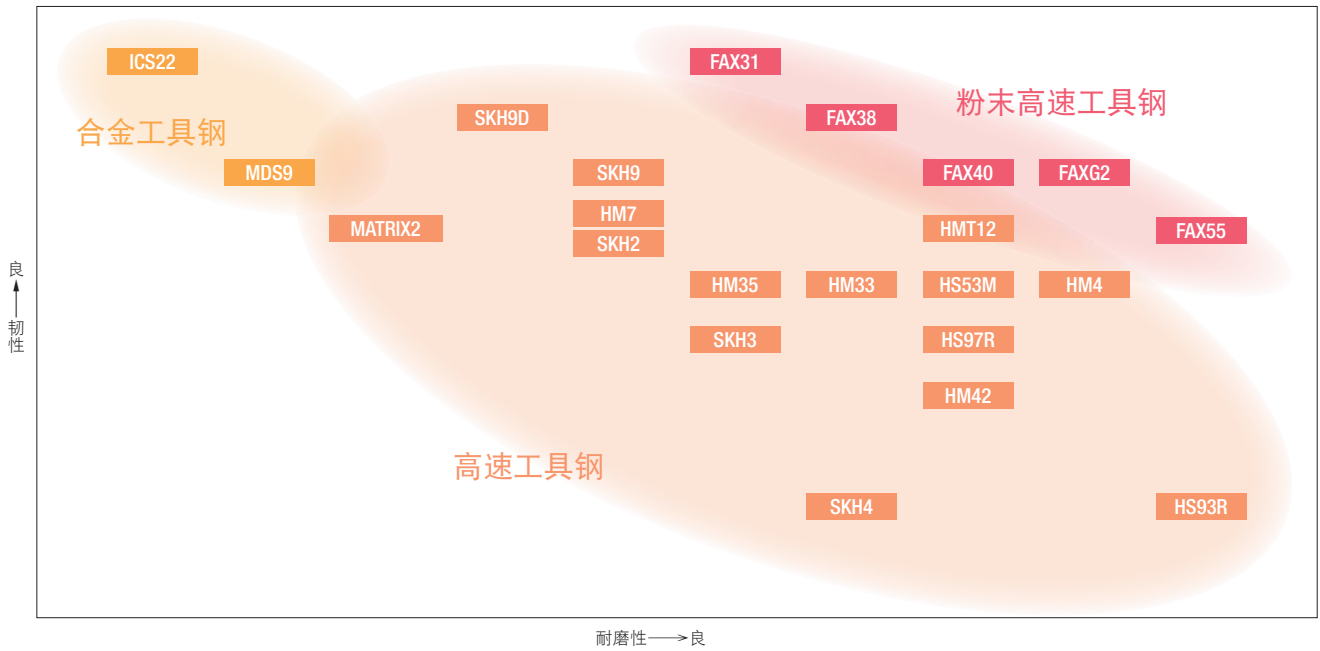 ICS22
FAX31
粉末高速工具钢
SKH9D
FAX38
合金工具钢
MDS9
SKH9
FAX40
FAXG2
HM7
MATRIX2
HMT12
FAX55
SKH2
良
韧性
HM35
HM33
HS53M
HM4
SKH3
HS97R
HM42
高速工具钢
SKH4
HS93R
耐磨性→良